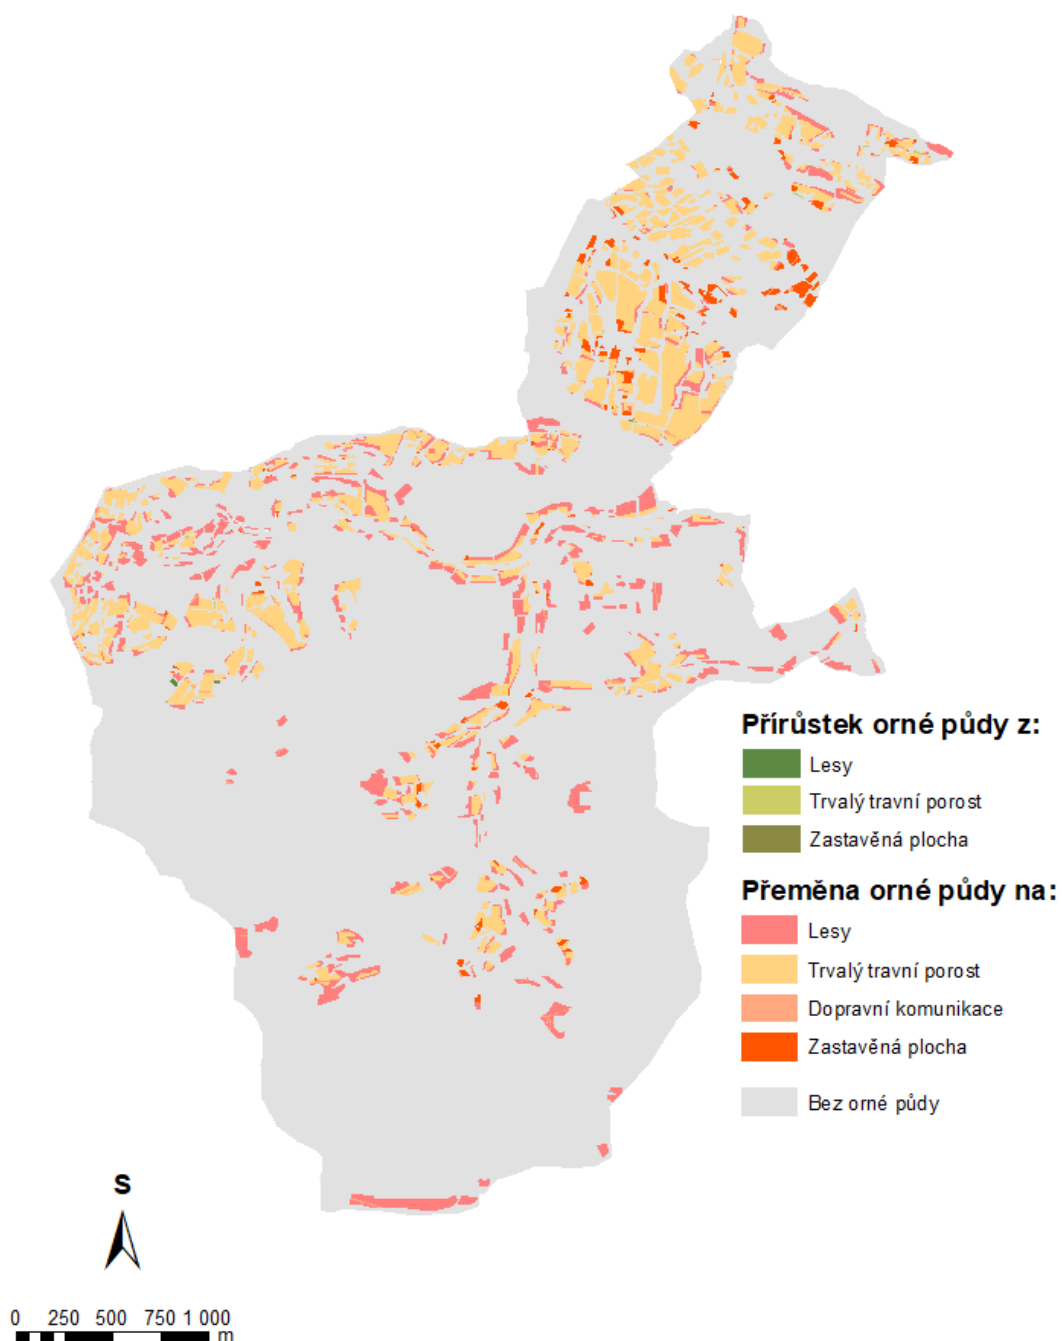 Přírůstek orné půdy z:
Lesy
Trvalý travní porost
Zastavěná plocha
Přeměna orné půdy na:
Lesy
Trvalý travní porost
Dopravní komunikace
Zastavěná plocha
Bez orné půdy
S
0 250 500 750 1 000
m